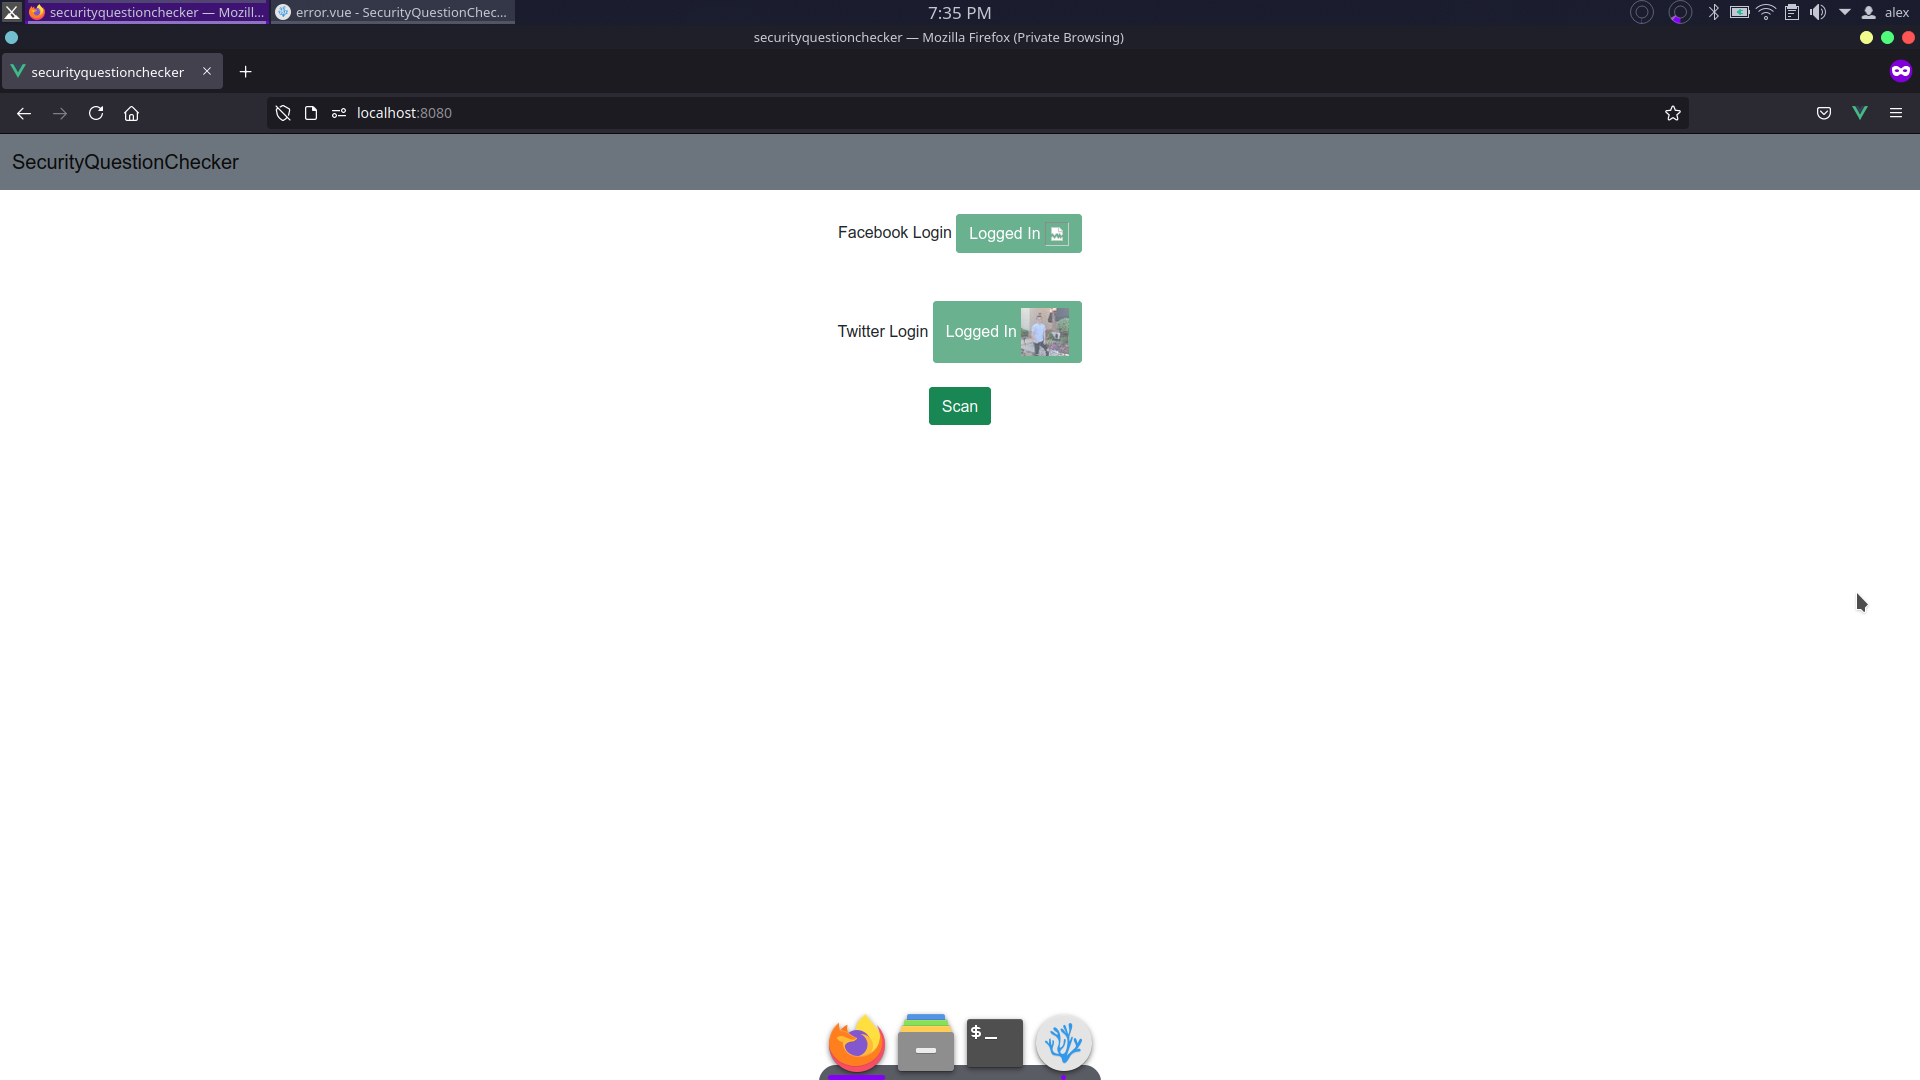 securityquestionchecker — Mozill...
error.vue - SecurityQuestionChec...
7:35 PM
alex
securityquestionchecker — Mozilla Firefox (Private Browsing)
securityquestionchecker
localhost:8080
SecurityQuestionChecker
Facebook Login Logged In
Twitter Login Logged In
Scan
$_